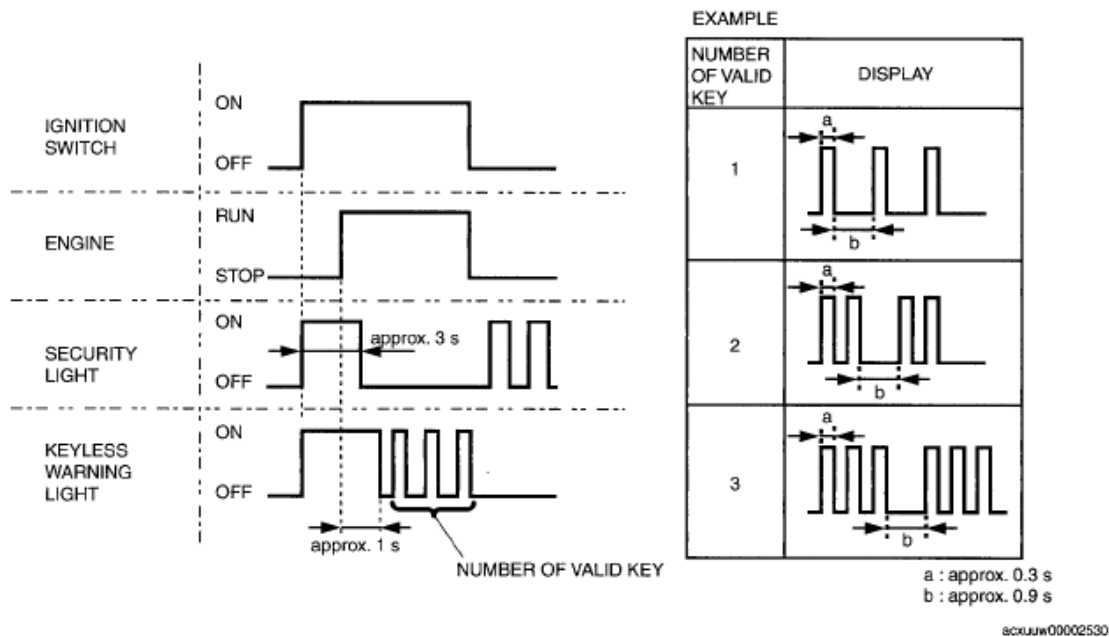 EXAMPLE
NUMBER
OF VALID
KEY
DISPLAY
a
1
b
a
2
b
a
3
b
a : approx. 0.3 s
b : approx. 0.9 s
IGNITION
SWITCH
ON
OFF
ENGINE
RUN
STOP
SECURITY
LIGHT
ON
OFF
approx. 3 s
KEYLESS
WARNING
LIGHT
ON
OFF
approx. 1 s
NUMBER OF VALID KEY
acxuuw00002530